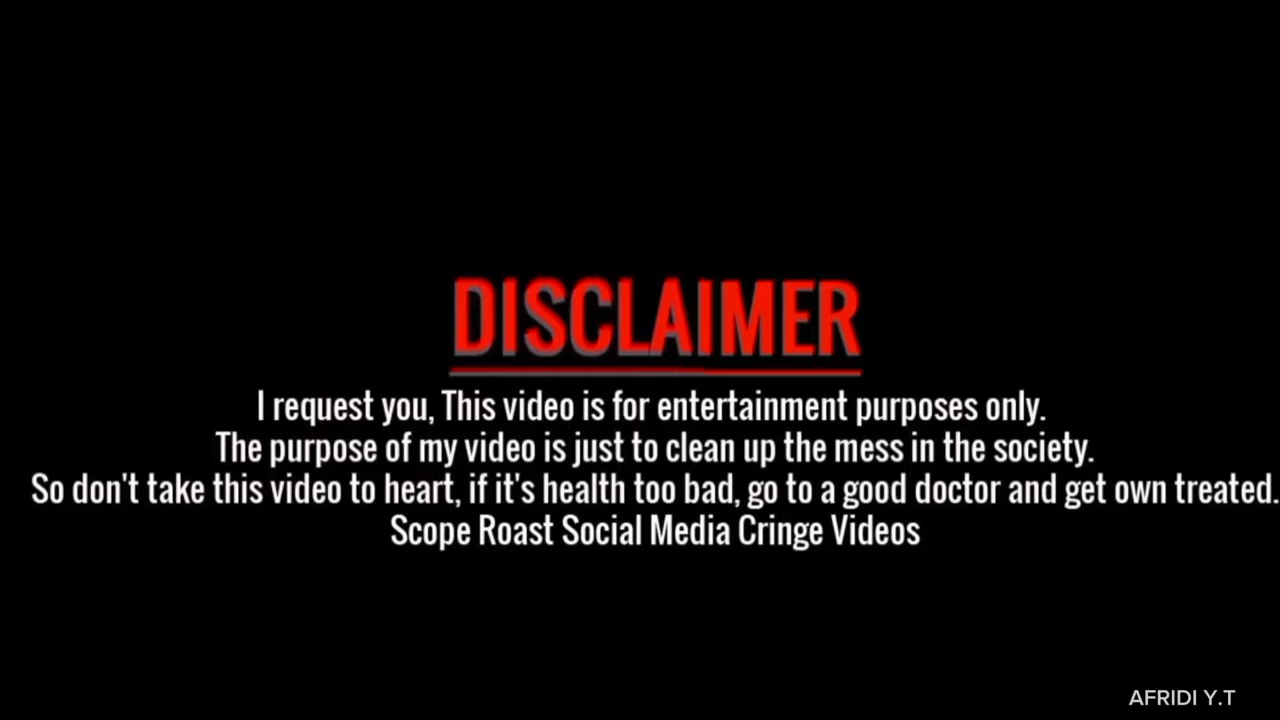 DISCLAIMER
I request you, This video is for entertainment purposes only.
The purpose of my video is just to clean up the mess in the society.
So don't take this video to heart, if it's health too bad, go to a good doctor and get own treated.
Scope Roast Social Media Cringe Videos
AFRIDI Y.T